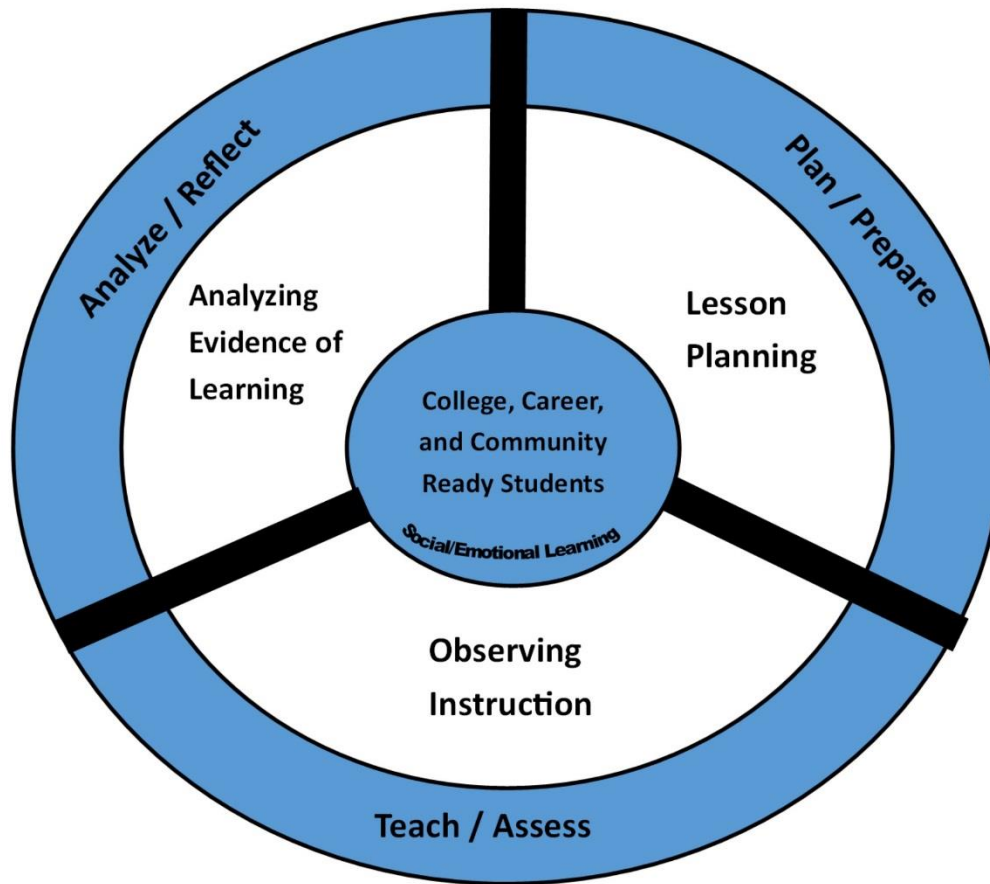 Analyze / Reflect
Plan / Prepare
Analyzing
Evidence of
Learning
Lesson
Planning
College, Career,
and Community
Ready Students
Social/Emotional Learning
Observing
Instruction
Teach / Assess